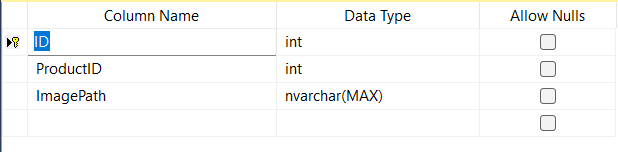 Column Name Data Type Allow Nulls
ID int
ProductID int
ImagePath nvarchar(MAX)